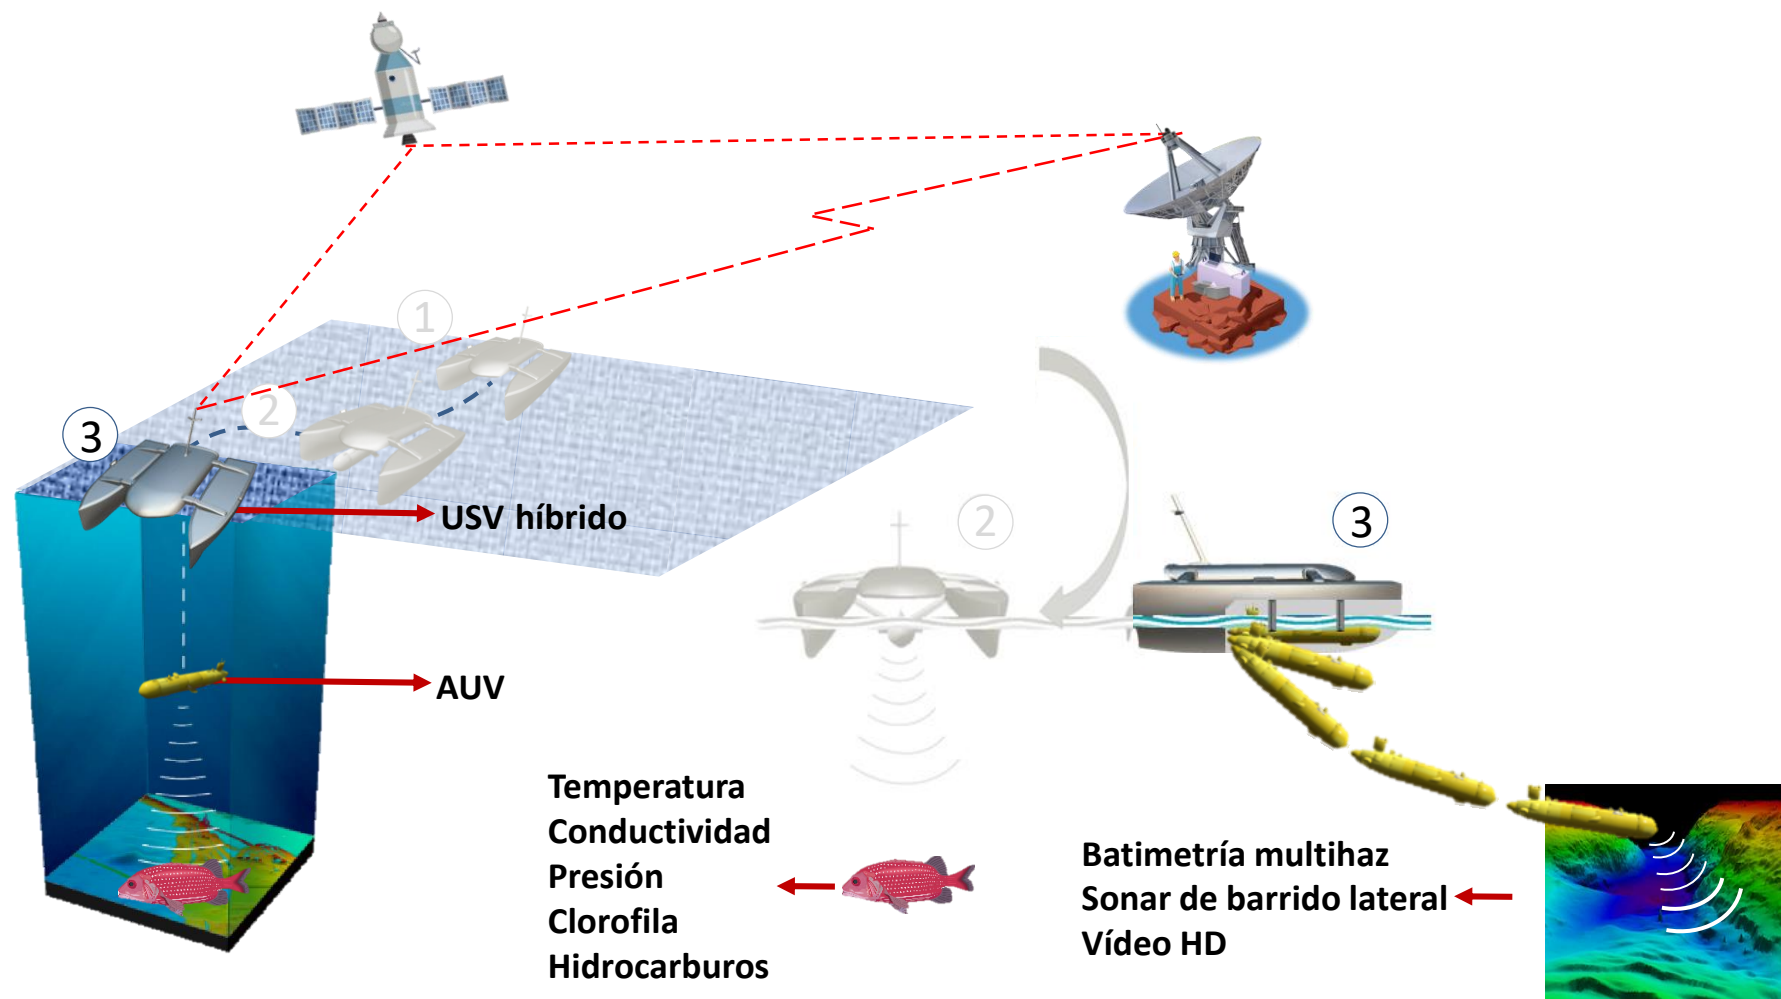 1
2
3
USV híbrido
2
3
AUV
Temperatura
Conductividad
Presión
Clorofila
Hidrocarburos
Batimetría multihaz
Sonar de barrido lateral
Vídeo HD